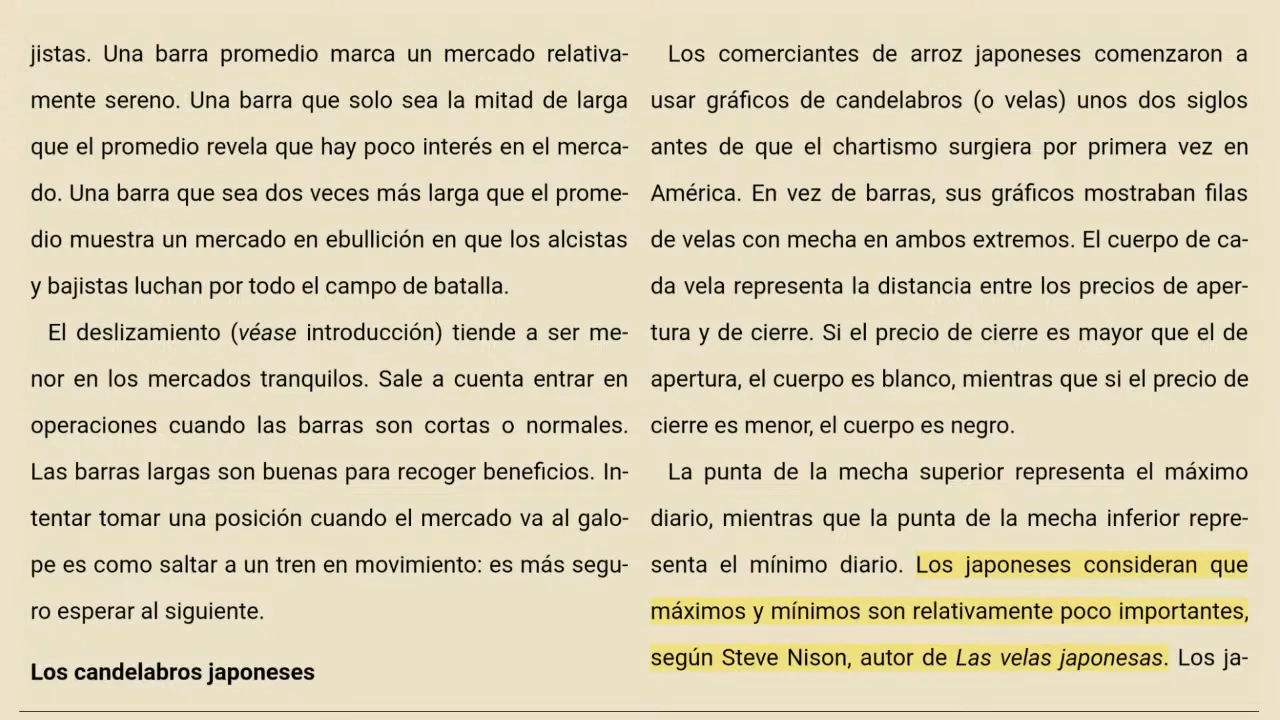 jistas. Una barra promedio marca un mercado relativa-
mente sereno. Una barra que solo sea la mitad de larga
que el promedio revela que hay poco interés en el merca-
do. Una barra que sea dos veces más larga que el prome-
dio muestra un mercado en ebullición en que los alcistas
y bajistas luchan por todo el campo de batalla.
El deslizamiento (véase introducción) tiende a ser me-
nor en los mercados tranquilos. Sale a cuenta entrar en
operaciones cuando las barras son cortas o normales.
Las barras largas son buenas para recoger beneficios. In-
tentar tomar una posición cuando el mercado va al galo-
pe es como saltar a un tren en movimiento: es más segu-
ro esperar al siguiente.
Los candelabros japoneses
Los comerciantes de arroz japoneses comenzaron a
usar gráficos de candelabros (o velas) unos dos siglos
antes de que el chartismo surgiera por primera vez en
América. En vez de barras, sus gráficos mostraban filas
de velas con mecha en ambos extremos. El cuerpo de ca-
da vela representa la distancia entre los precios de aper-
tura y de cierre. Si el precio de cierre es mayor que el de
apertura, el cuerpo es blanco, mientras que si el precio de
cierre es menor, el cuerpo es negro.
La punta de la mecha superior representa el máximo
diario, mientras que la punta de la mecha inferior repre-
senta el mínimo diario. Los japoneses consideran que
máximos y mínimos son relativamente poco importantes,
según Steve Nison, autor de Las velas japonesas. Los ja-